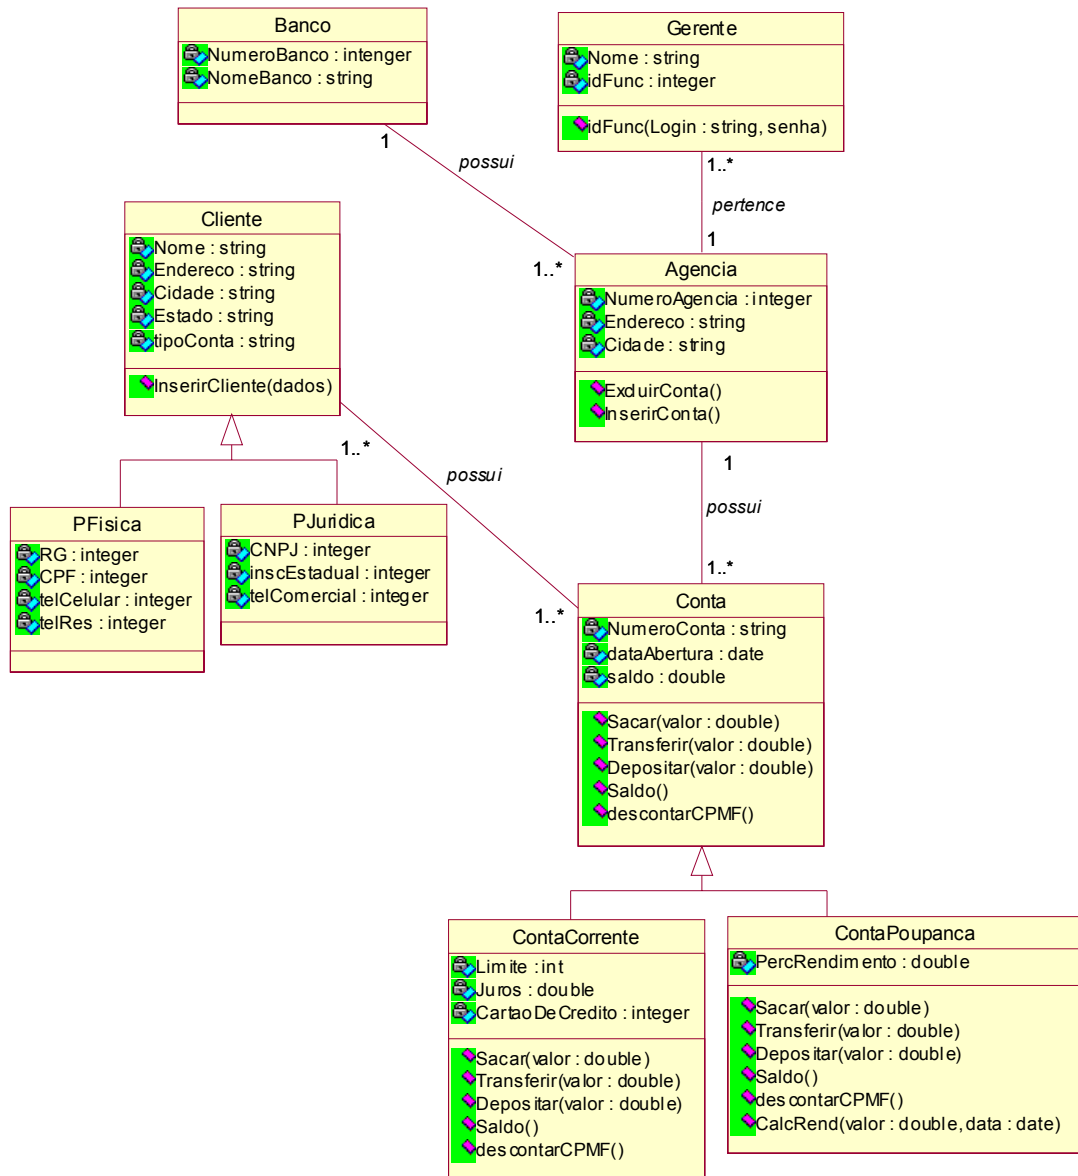 Banco
NumeroBanco : intenger
NomeBanco : string
Gerente
Nome : string
idFunc : integer
idFunc(Login : string, senha)
1
possui
1..*
1..*
pertence
1
Cliente
Nome : string
Endereco : string
Cidade : string
Estado : string
tipoConta : string
InserirCliente(dados)
Agencia
NumeroAgencia : integer
Endereco : string
Cidade : string
ExcluirConta()
InserirConta()
1..*
possui
1..*
1
possui
1..*
PFisica
RG : integer
CPF : integer
telCelular : integer
telRes : integer
PJuridica
CNPJ : integer
inscEstadual : integer
telComercial : integer
Conta
NumeroConta : string
dataAbertura : date
saldo : double
Sacar(valor : double)
Transferir(valor : double)
Depositar(valor : double)
Saldo()
descontarCPMF()
ContaCorrente
Limite : int
Juros : double
CartaoDeCredito : integer
Sacar(valor : double)
Transferir(valor : double)
Depositar(valor : double)
Saldo()
descontarCPMF()
ContaPoupanca
PercRendimento : double
Sacar(valor : double)
Transferir(valor : double)
Depositar(valor : double)
Saldo()
descontarCPMF()
CalcRend(valor : double, data : date)